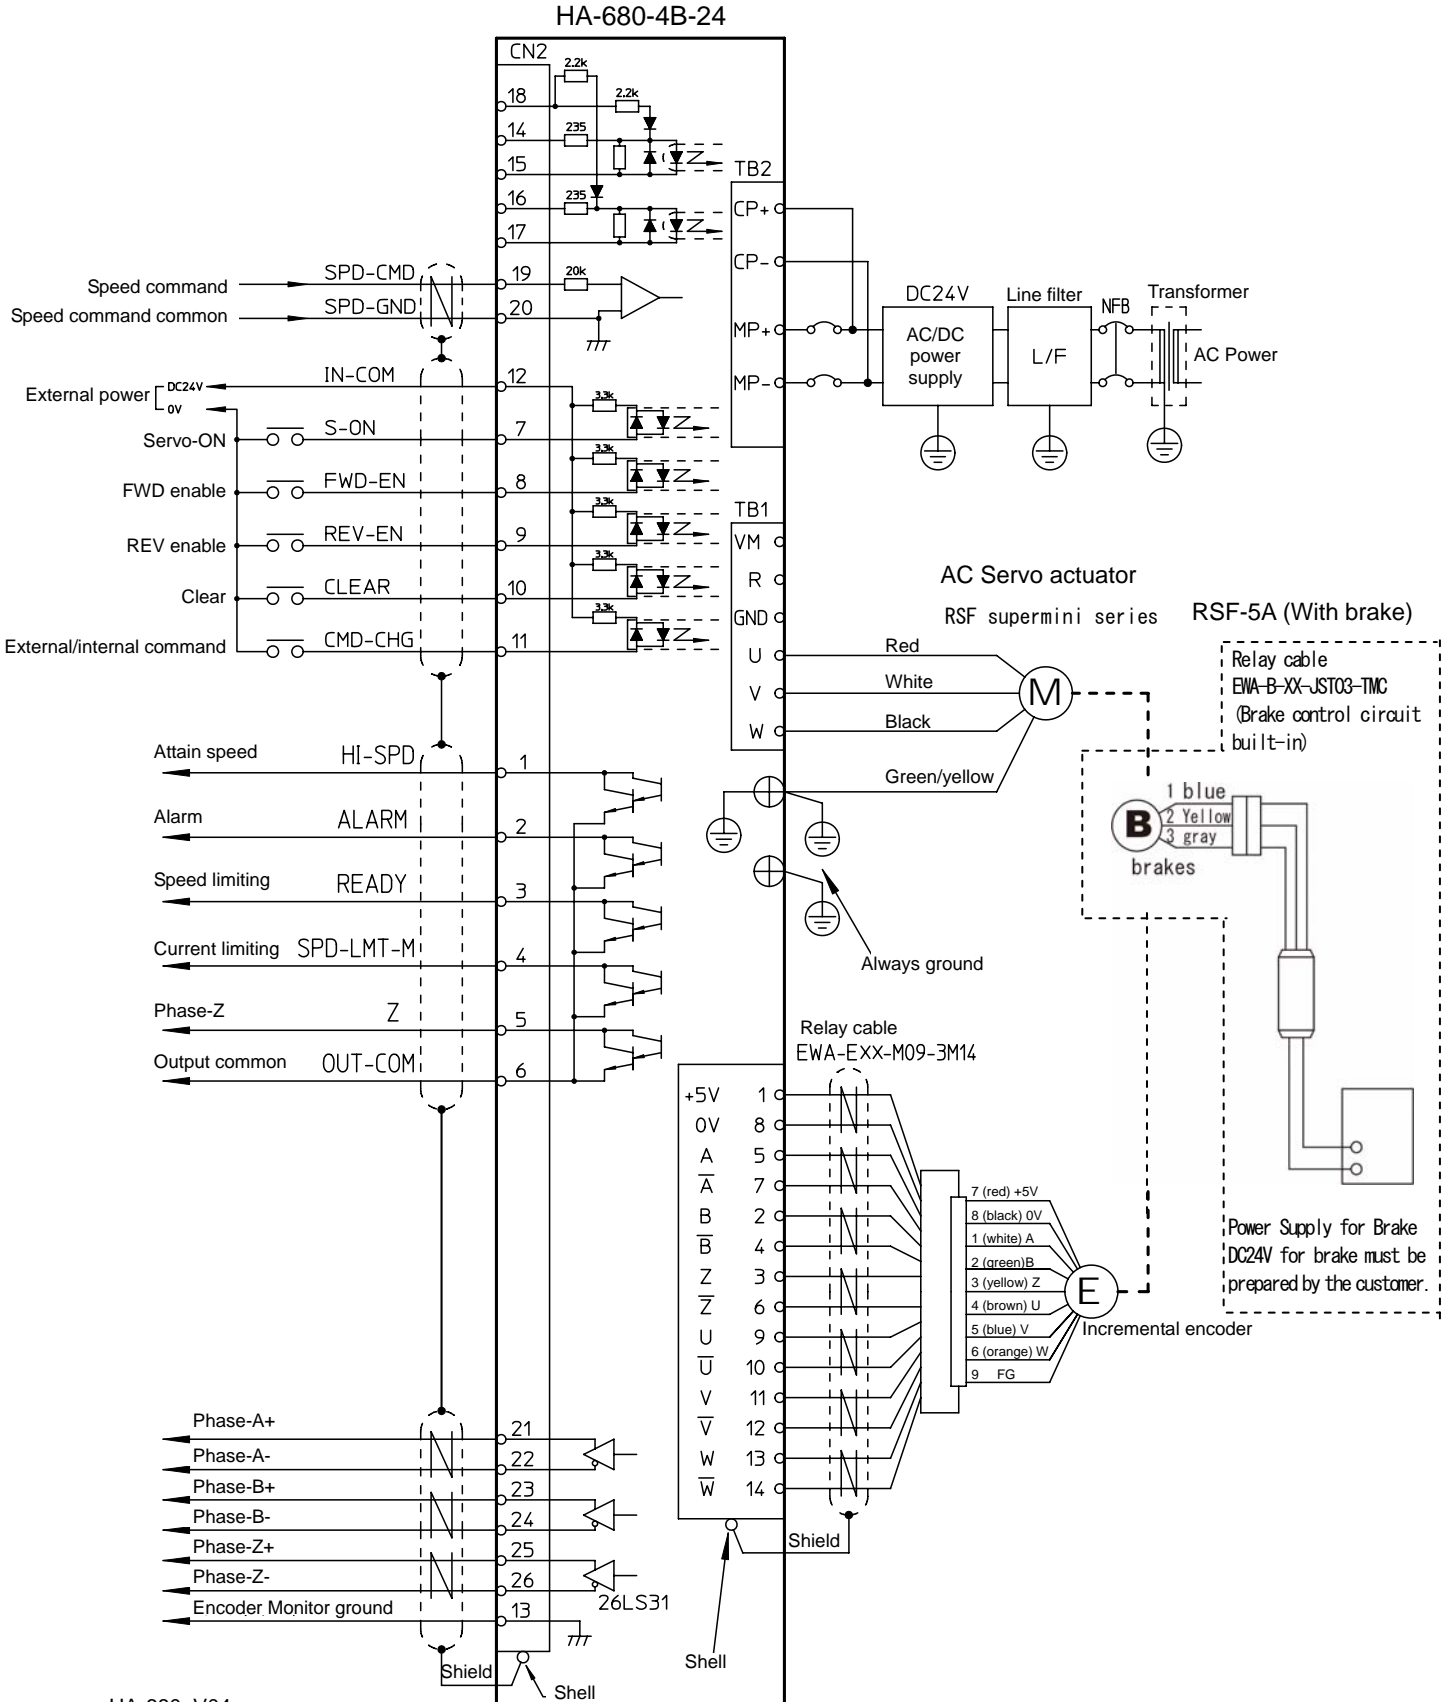 HA-680-4B-24
CN2
2.2k
18
2.2k
14
235
15
16
235
17
TB2
CP+
CP-
MP+
MP-
Speed command
SPD-CMD
19
20k
Speed command common
SPD-GND
20
DC24V
Line filter
NFB
Transformer
AC/DC
power
supply
L/F
AC Power
External power
DC24V
0V
IN-COM
12
3.3k
Servo-ON
S-ON
7
3.3k
FWD enable
FWD-EN
8
3.3k
REV enable
REV-EN
9
3.3k
Clear
CLEAR
10
3.3k
External/internal command
CMD-CHG
11
TB1
VM
R
GND
U
V
W
AC Servo actuator
RSF supermini series
RSF-5A (With brake)
Red
White
Black
Green/yellow
M
Relay cable
EWA-B-XX-JST03-TMC
(Brake control circuit
built-in)
1 blue
2 Yellow
3 gray
B
brakes
Attain speed
HI-SPD
1
Alarm
ALARM
2
Speed limiting
READY
3
Current limiting
SPD-LMT-M
4
Phase-Z
Z
5
Output common
OUT-COM
6
Always ground
Relay cable
EWA-EXX-M09-3M14
+5V 1
0V 8
A 5
A̅ 7
B 2
B̅ 4
Z 3
Z̅ 6
U 9
U̅ 10
V 11
V̅ 12
W 13
W̅ 14
7 (red) +5V
8 (black) 0V
1 (white) A
2 (green)B
3 (yellow) Z
4 (brown) U
5 (blue) V
6 (orange) W
9 FG
E
Incremental encoder
Power Supply for Brake
DC24V for brake must be
prepared by the customer.
Phase-A+
21
Phase-A-
22
Phase-B+
23
Phase-B-
24
Phase-Z+
25
Phase-Z-
26
26LS31
Encoder Monitor ground
13
Shield
Shell
Shield
Shell